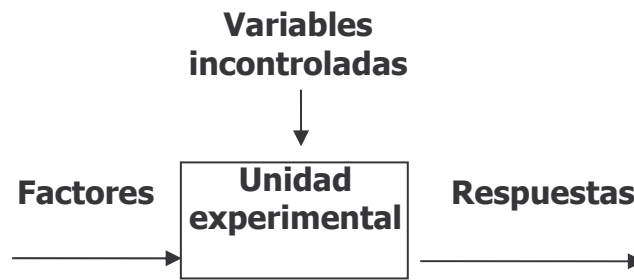 Variables
incontroladas
Factores
Unidad
experimental
Respuestas